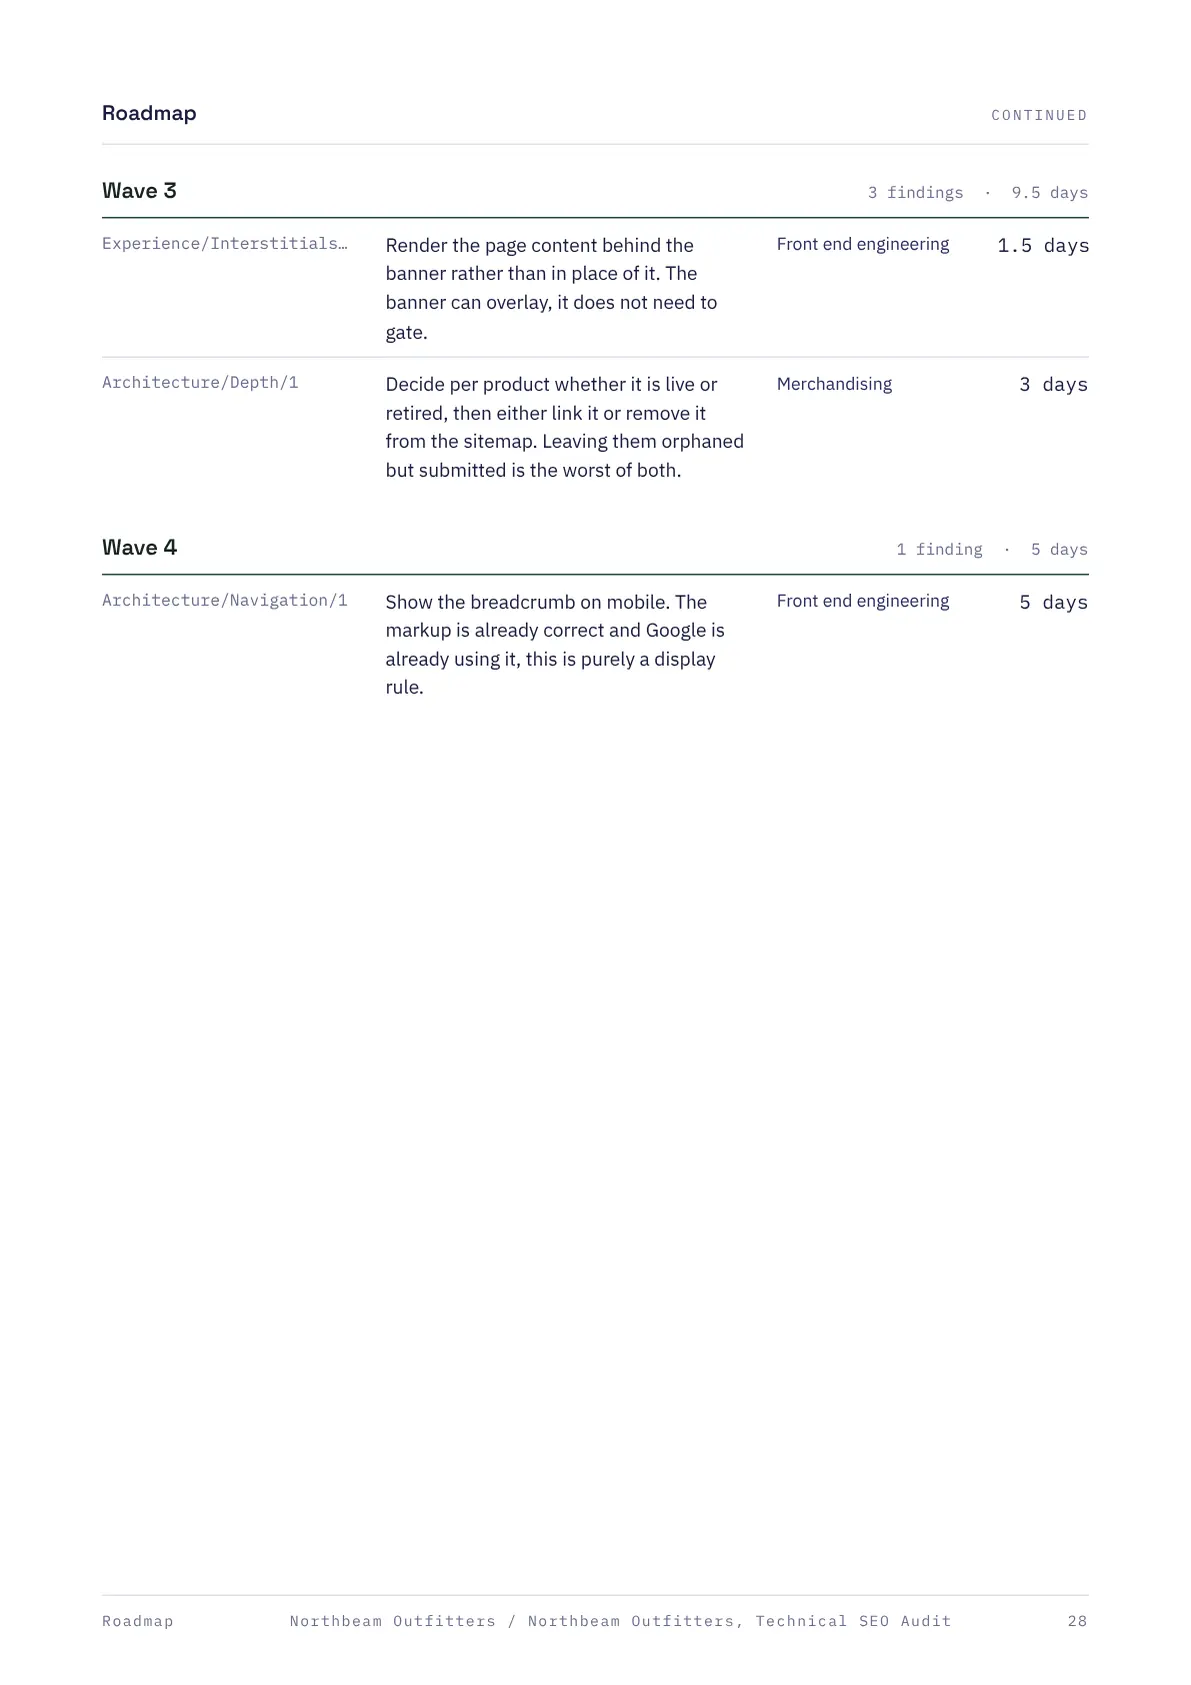 Roadmap
CONTINUED
Wave 3
3 findings · 9.5 days
Experience/Interstitials…
Render the page content behind the
banner rather than in place of it. The
banner can overlay, it does not need to
gate.
Front end engineering
1.5 days
Architecture/Depth/1
Decide per product whether it is live or
retired, then either link it or remove it
from the sitemap. Leaving them orphaned
but submitted is the worst of both.
Merchandising
3 days
Wave 4
1 finding · 5 days
Architecture/Navigation/1
Show the breadcrumb on mobile. The
markup is already correct and Google is
already using it, this is purely a display
rule.
Front end engineering
5 days
Roadmap
Northbeam Outfitters / Northbeam Outfitters, Technical SEO Audit
28